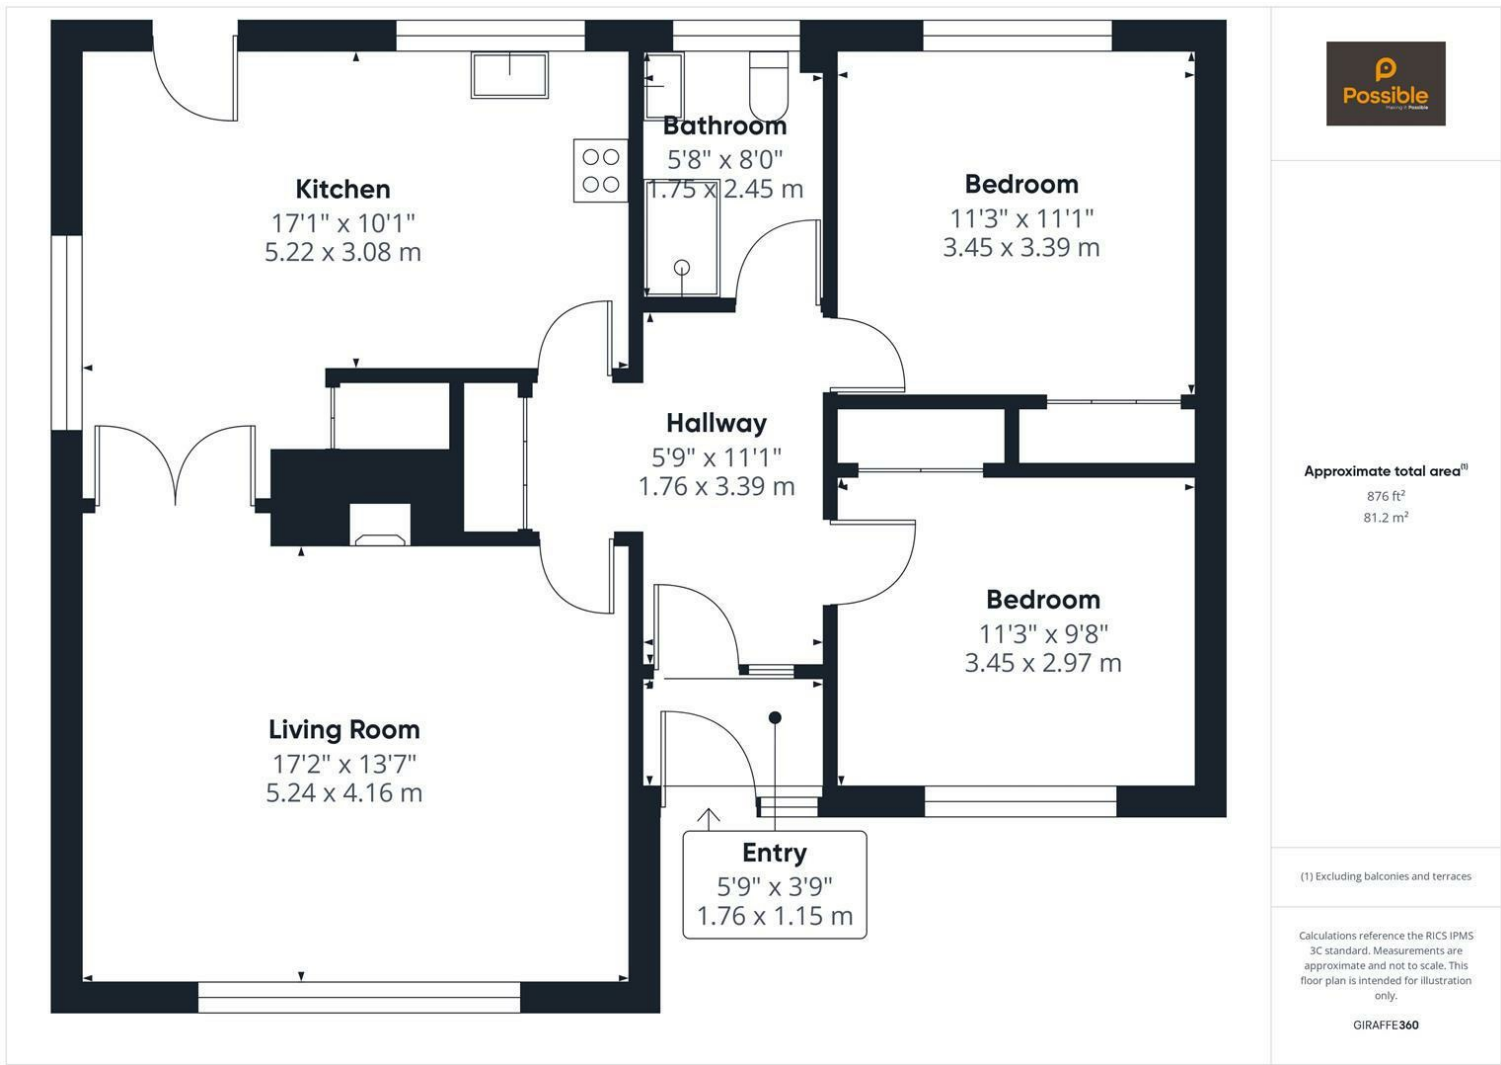 Kitchen
17'1" x 10'1"
5.22 x 3.08 m
Bathroom
5'8" x 8'0"
1.75 x 2.45 m
Bedroom
11'3" x 11'1"
3.45 x 3.39 m
Hallway
5'9" x 11'1"
1.76 x 3.39 m
Bedroom
11'3" x 9'8"
3.45 x 2.97 m
Living Room
17'2" x 13'7"
5.24 x 4.16 m
Entry
5'9" x 3'9"
1.76 x 1.15 m
Possible
Approximate total area(1)
876 ft²
81.2 m²
(1) Excluding balconies and terraces
Calculations reference the RICS IPMS
3C standard. Measurements are
approximate and not to scale. This
floor plan is intended for illustration
only.
GIRAFFE360